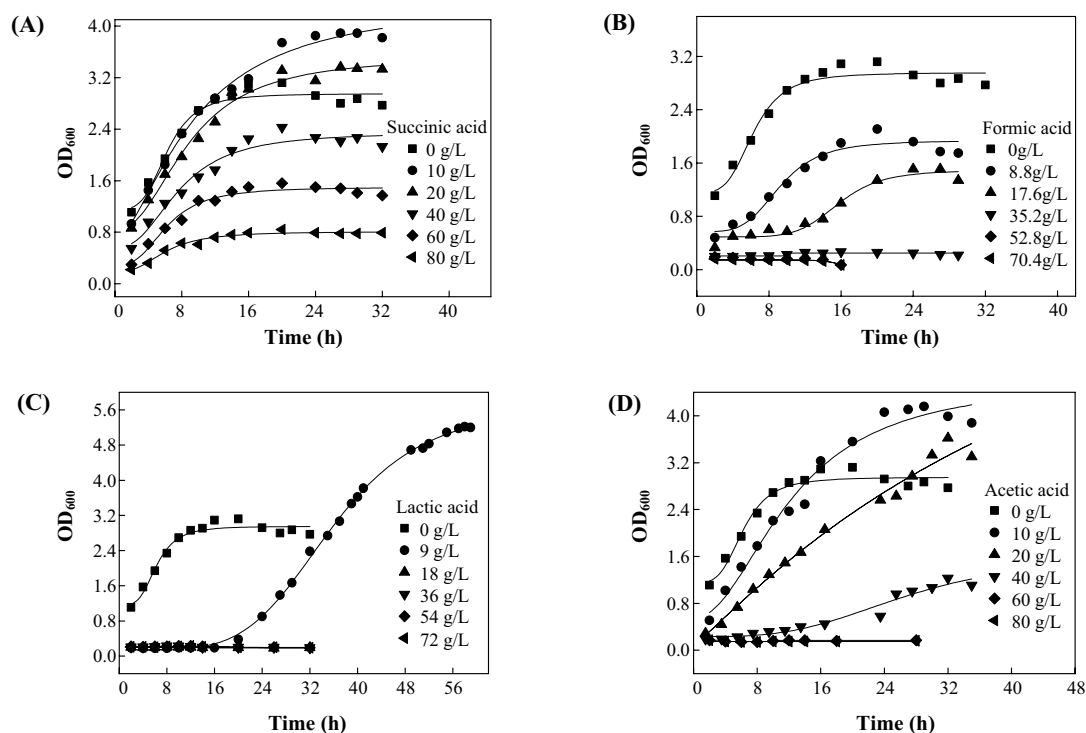 (A)
4.0
3.2
2.4
1.6
0.8
0.0
OD600
Succinic acid
0 g/L
10 g/L
20 g/L
40 g/L
60 g/L
80 g/L
0 8 16 24 32 40
Time (h)
(B)
3.2
2.4
1.6
0.8
0.0
OD600
Formic acid
0g/L
8.8g/L
17.6g/L
35.2g/L
52.8g/L
70.4g/L
0 8 16 24 32 40
Time (h)
(C)
5.6
4.8
4.0
3.2
2.4
1.6
0.8
0.0
OD600
Lactic acid
0 g/L
9 g/L
18 g/L
36 g/L
54 g/L
72 g/L
0 8 16 24 32 40 48 56
Time (h)
(D)
4.0
3.2
2.4
1.6
0.8
0.0
OD600
Acetic acid
0 g/L
10 g/L
20 g/L
40 g/L
60 g/L
80 g/L
0 8 16 24 32 40 48
Time (h)